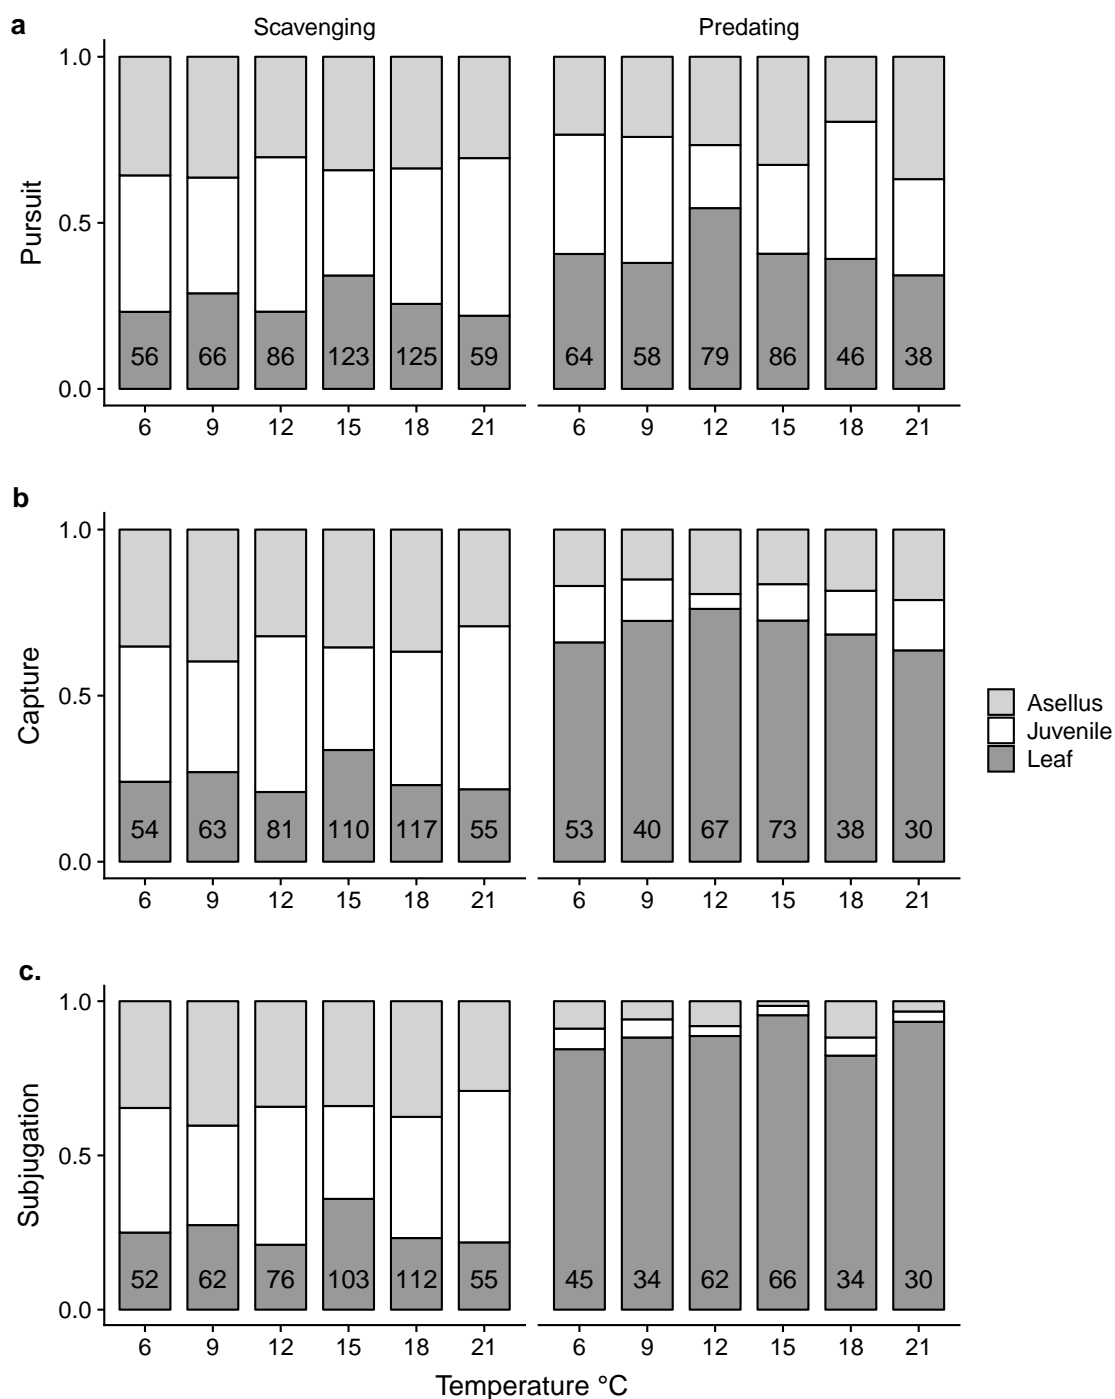 a
Scavenging Predating
Pursuit
1.0
0.5
0.0
56 66 86 123 125 59 64 58 79 86 46 38
6 9 12 15 18 21 6 9 12 15 18 21
b
Capture
1.0
0.5
0.0
54 63 81 110 117 55 53 40 67 73 38 30
6 9 12 15 18 21 6 9 12 15 18 21
Asellus
Juvenile
Leaf
c.
Subjugation
1.0
0.5
0.0
52 62 76 103 112 55 45 34 62 66 34 30
6 9 12 15 18 21 6 9 12 15 18 21
Temperature °C